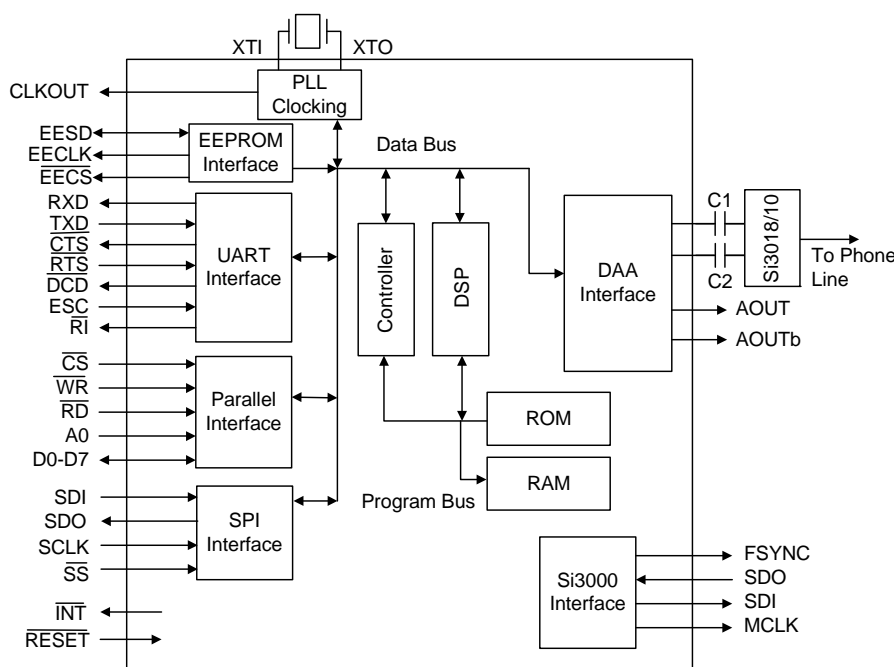 XTI
XTO
CLKOUT
PLL
Clocking
EESD
EECLK
EECS
EEPROM
Interface
Data Bus
RXD
TXD
CTS
RTS
DCD
ESC
RI
UART
Interface
Controller
DSP
DAA
Interface
C1
C2
Si3018/10
To Phone
Line
AOUT
AOUTb
CS
WR
RD
A0
D0-D7
Parallel
Interface
ROM
RAM
Program Bus
SDI
SDO
SCLK
SS
SPI
Interface
INT
RESET
Si3000
Interface
FSYNC
SDO
SDI
MCLK